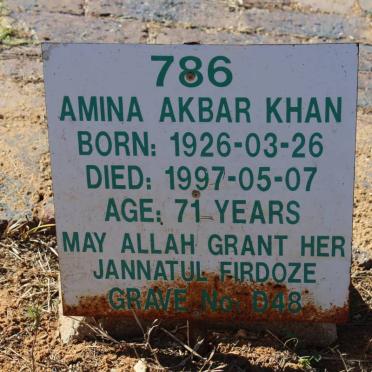 786
AMINA AKBAR KHAN
BORN: 1926-03-26
DIED: 1997-05-07
AGE: 71 YEARS
MAY ALLAH GRANT HER
JANNATUL FIRDOZE
GRAVE No. D48